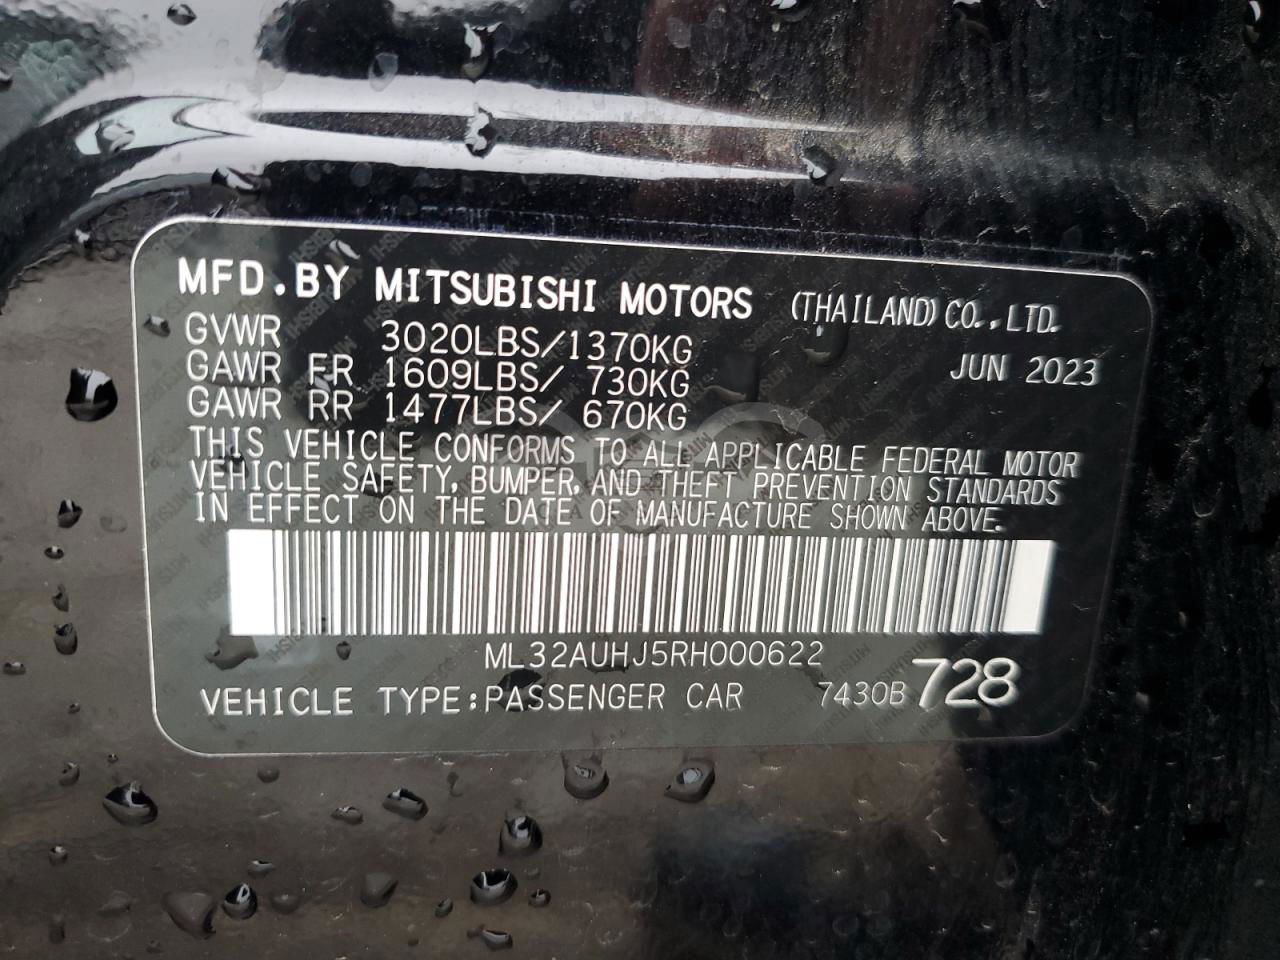 MFD.BY MITSUBISHI MOTORS (THAILAND) CO.,LTD.
GVWR 3020LBS/1370KG JUN 2023
GAWR FR 1609LBS/ 730KG
GAWR RR 1477LBS/ 670KG
THIS VEHICLE CONFORMS TO ALL APPLICABLE FEDERAL MOTOR
VEHICLE SAFETY, BUMPER, AND THEFT PREVENTION STANDARDS
IN EFFECT ON THE DATE OF MANUFACTURE SHOWN ABOVE.
ML32AUHJ5RH000622
VEHICLE TYPE:PASSENGER CAR 7430B728